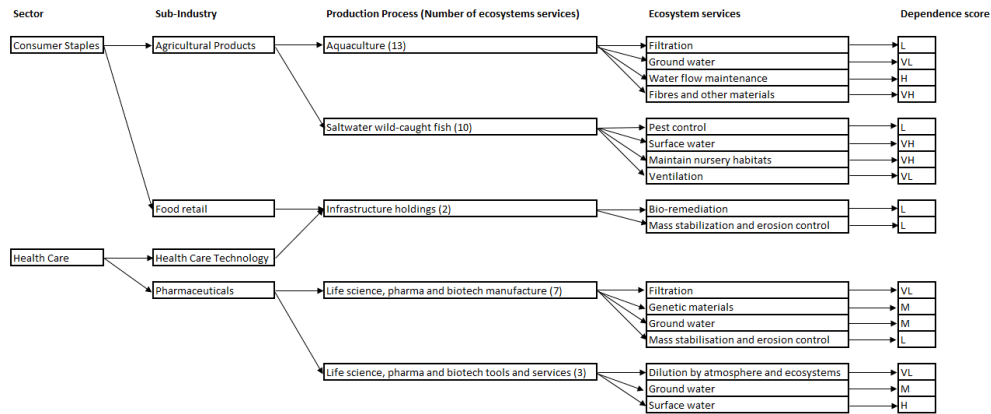 Sector Sub-Industry Production Process (Number of ecosystems services) Ecosystem services Dependence score
Consumer Staples Agricultural Products Aquaculture (13) Filtration L
Ground water VL
Water flow maintenance H
Fibres and other materials VH
Saltwater wild-caught fish (10) Pest control L
Surface water VH
Maintain nursery habitats VH
Ventilation VL
Food retail Infrastructure holdings (2) Bio-remediation L
Mass stabilization and erosion control L
Health Care Health Care Technology
Pharmaceuticals Life science, pharma and biotech manufacture (7) Filtration VL
Genetic materials M
Ground water M
Mass stabilisation and erosion control L
Life science, pharma and biotech tools and services (3) Dilution by atmosphere and ecosystems VL
Ground water M
Surface water H